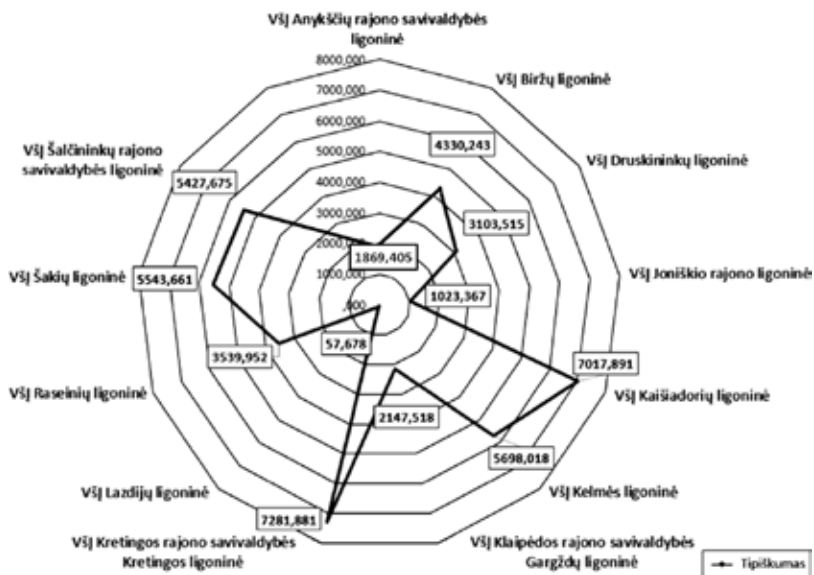 VšĮ Anykščių rajono savivaldybės
ligoninė
8000,000
7000,000
6000,000
5000,000
4000,000
3000,000
2000,000
1000,000
,000
VšĮ Biržų ligoninė
4330,243
VšĮ Druskininkų ligoninė
3103,515
VšĮ Joniškio rajono ligoninė
1023,367
7017,891
VšĮ Kaišiadorių ligoninė
5698,018
VšĮ Kelmės ligoninė
2147,518
VšĮ Klaipėdos rajono savivaldybės
Gargždų ligoninė
7281,881
VšĮ Kretingos rajono savivaldybės
Kretingos ligoninė
57,678
VšĮ Lazdijų ligoninė
3539,952
VšĮ Raseinių ligoninė
VšĮ Šakių ligoninė
5543,661
VšĮ Šalčininkų rajono
savivaldybės ligoninė
5427,675
1869,405
Tipiškumas